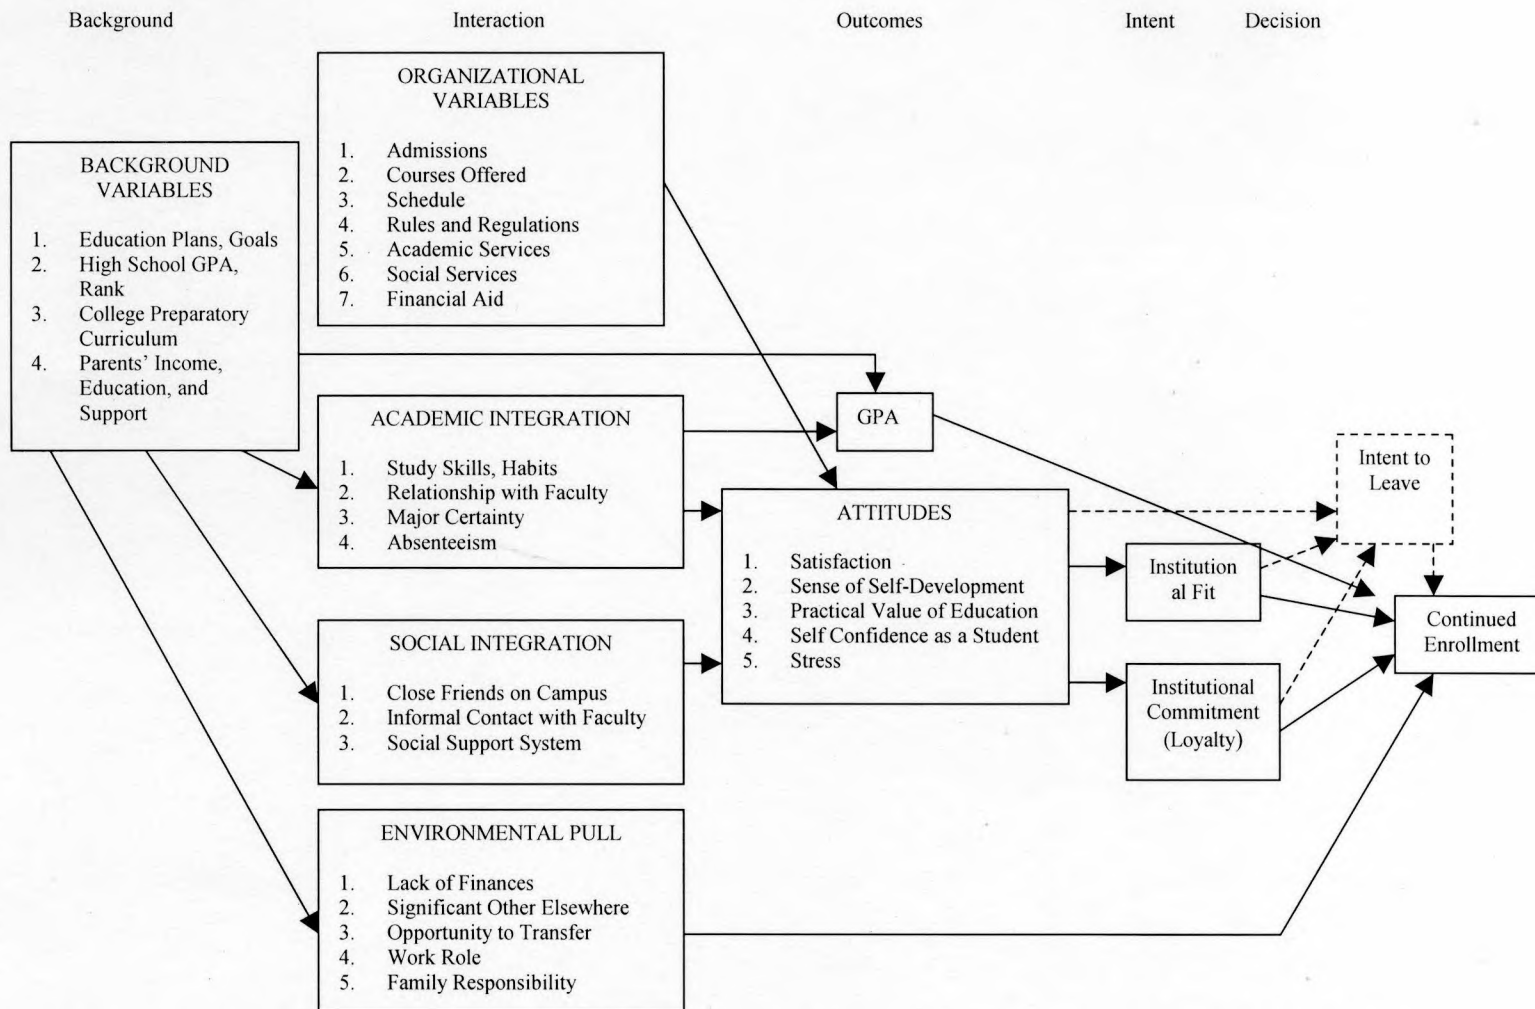 Background
Interaction
Outcomes
Intent
Decision
BACKGROUND
VARIABLES
1. Education Plans, Goals
2. High School GPA,
Rank
3. College Preparatory
Curriculum
4. Parents' Income,
Education, and
Support
ORGANIZATIONAL
VARIABLES
1. Admissions
2. Courses Offered
3. Schedule
4. Rules and Regulations
5. Academic Services
6. Social Services
7. Financial Aid
ACADEMIC INTEGRATION
1. Study Skills, Habits
2. Relationship with Faculty
3. Major Certainty
4. Absenteeism
SOCIAL INTEGRATION
1. Close Friends on Campus
2. Informal Contact with Faculty
3. Social Support System
ENVIRONMENTAL PULL
1. Lack of Finances
2. Significant Other Elsewhere
3. Opportunity to Transfer
4. Work Role
5. Family Responsibility
GPA
ATTITUDES
1. Satisfaction
2. Sense of Self-Development
3. Practical Value of Education
4. Self Confidence as a Student
5. Stress
Institution
al Fit
Institutional
Commitment
(Loyalty)
Intent to
Leave
Continued
Enrollment